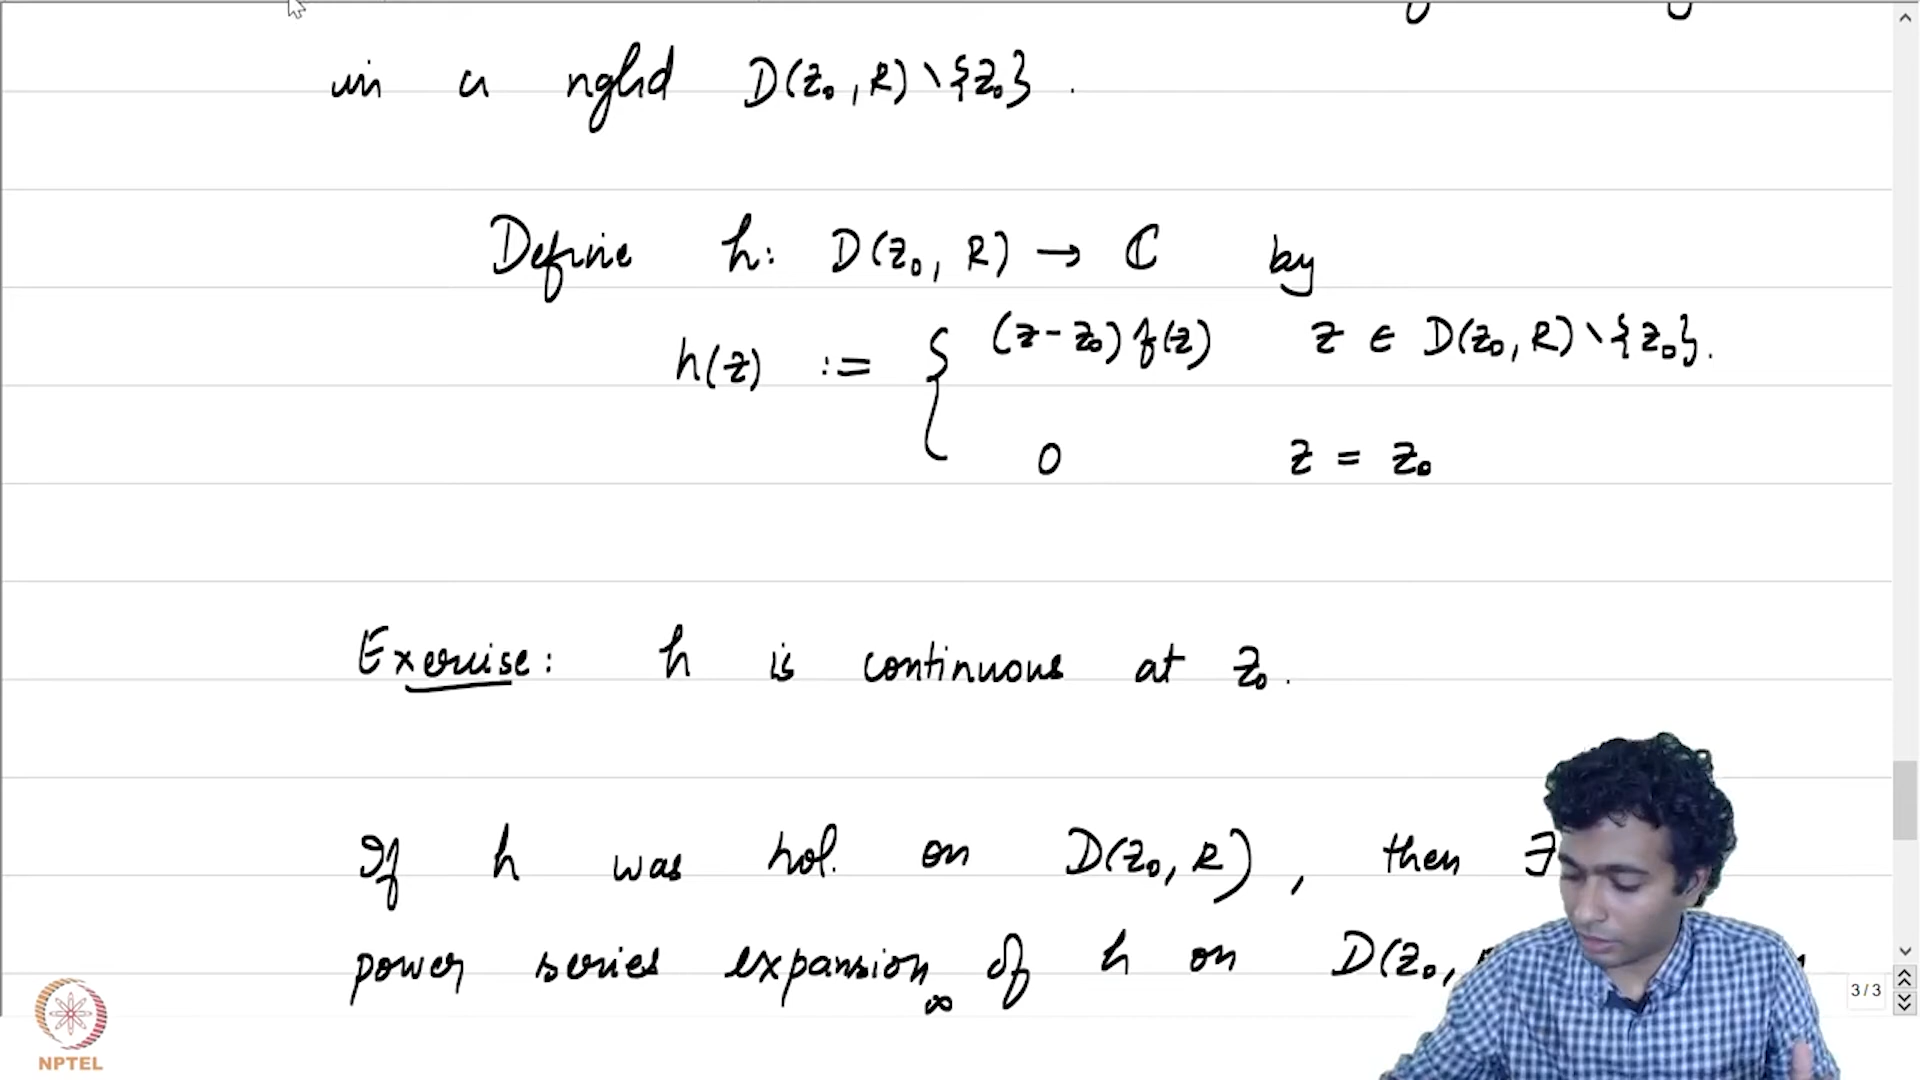 in a nghd D(z₀, R) \ {z₀}.
Define h: D(z₀, R) → ℂ by
h(z) := { (z-z₀) f(z) z ∈ D(z₀, R) \ {z₀}.
0 z = z₀
Exercise: h is continuous at z₀.
If h was hol. on D(z₀, R), then ∃
power series expansion of h on D(z₀,
∞
3 / 3
NPTEL